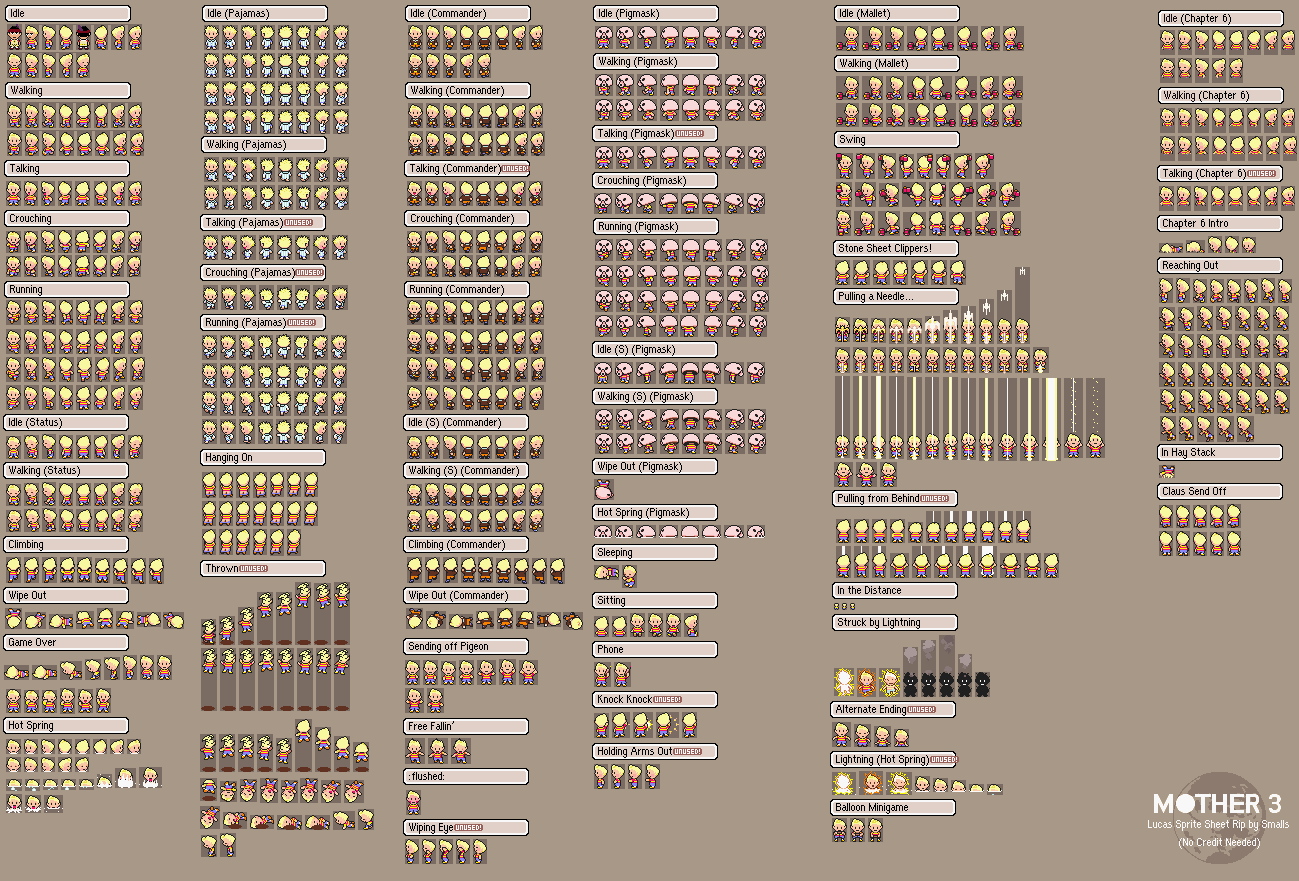 Idle
Walking
Talking
Crouching
Running
Idle (Status)
Walking (Status)
Climbing
Wipe Out
Game Over
Hot Spring
Idle (Pajamas)
Walking (Pajamas)
Talking (Pajamas) UNUSED!
Crouching (Pajamas) UNUSED!
Running (Pajamas) UNUSED!
Hanging On
Thrown UNUSED!
Idle (Commander)
Walking (Commander)
Talking (Commander) UNUSED!
Crouching (Commander)
Running (Commander)
Idle (S) (Commander)
Walking (S) (Commander)
Climbing (Commander)
Wipe Out (Commander)
Sending off Pigeon
Free Fallin'
:flushed:
Wiping Eye UNUSED!
Idle (Pigmask)
Walking (Pigmask)
Talking (Pigmask) UNUSED!
Crouching (Pigmask)
Running (Pigmask)
Idle (S) (Pigmask)
Walking (S) (Pigmask)
Wipe Out (Pigmask)
Hot Spring (Pigmask)
Sleeping
Sitting
Phone
Knock Knock UNUSED!
Holding Arms Out UNUSED!
Idle (Mallet)
Walking (Mallet)
Swing
Stone Sheet Clippers!
Pulling a Needle...
Pulling from Behind UNUSED!
In the Distance
Struck by Lightning
Alternate Ending UNUSED!
Lightning (Hot Spring) UNUSED!
Balloon Minigame
Idle (Chapter 6)
Walking (Chapter 6)
Talking (Chapter 6) UNUSED!
Chapter 6 Intro
Reaching Out
In Hay Stack
Claus Send Off
MOTHER 3
Lucas Sprite Sheet Rip by Smalls
(No Credit Needed)